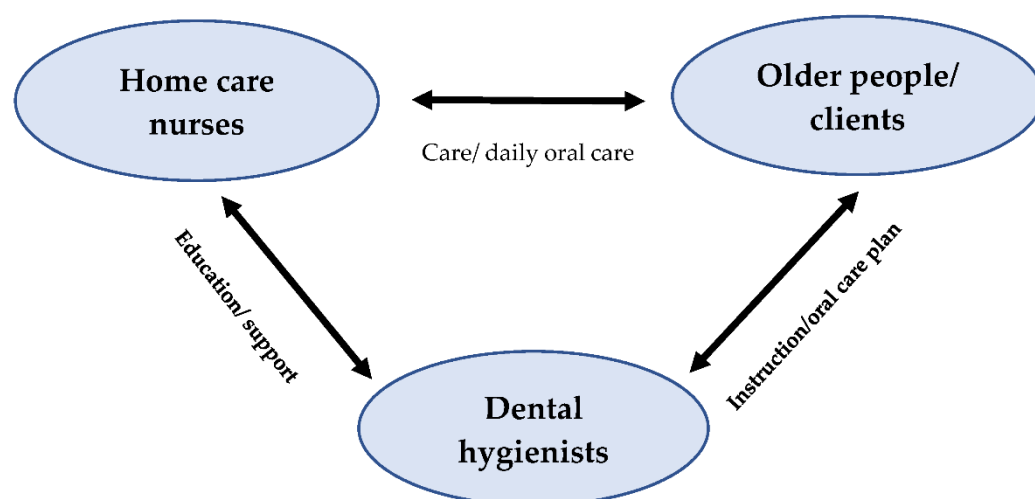 Home care
nurses
Older people/
clients
Care/ daily oral care
Education/ support
Instruction/oral care plan
Dental
hygienists